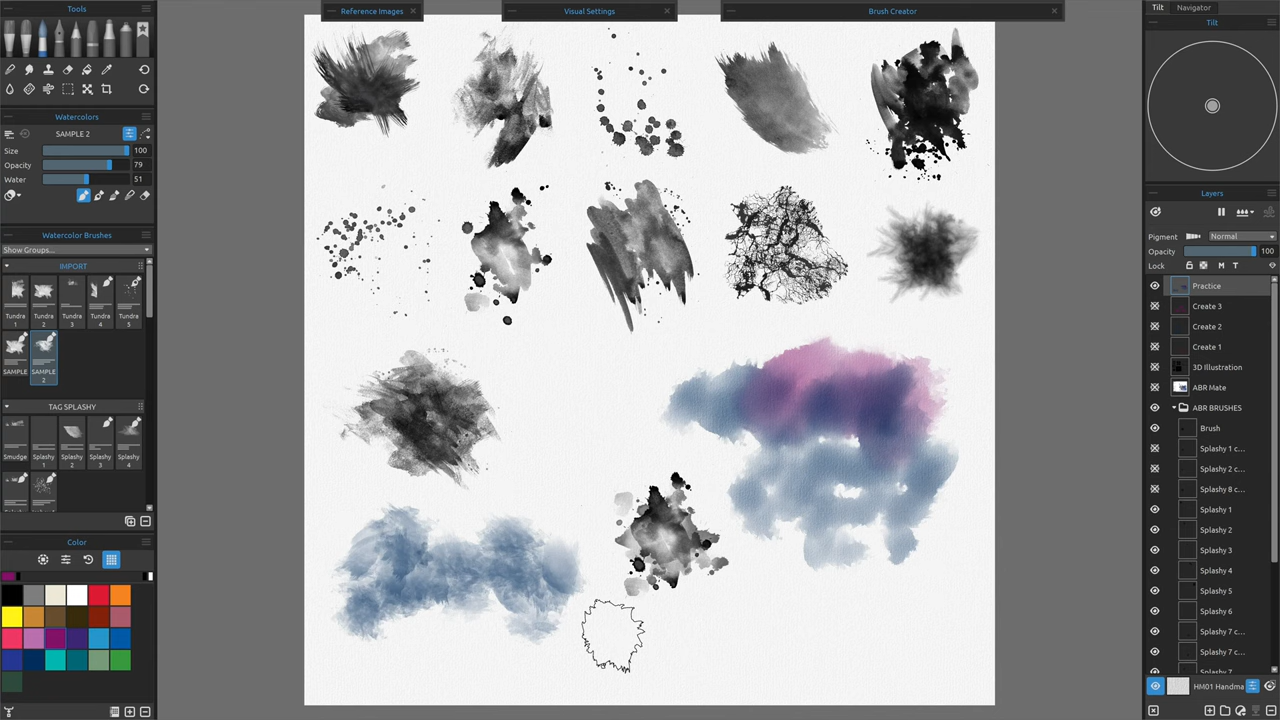 Tools
Reference Images
Visual Settings
Brush Creator
Tilt
Navigator
Tilt
Watercolors
SAMPLE 2
Size
100
Opacity
79
Water
51
Watercolor Brushes
Show Groups...
IMPORT
Tundra 1
Tundra 2
Tundra 3
Tundra 4
Tundra 5
SAMPLE
SAMPLE 2
TAG SPLASHY
Smudge
Splashy 1
Splashy 2
Splashy 3
Splashy 4
Color
Layers
Pigment
Normal
Opacity
100
Lock
M
T
Practice
Create 3
Create 2
Create 1
3D Illustration
ABR Mate
ABR BRUSHES
Brush
Splashy 1 c...
Splashy 2 c...
Splashy 8 c...
Splashy 1
Splashy 2
Splashy 3
Splashy 4
Splashy 5
Splashy 6
Splashy 7 c...
Splashy 7 c...
Splashy 7
HM01 Handma